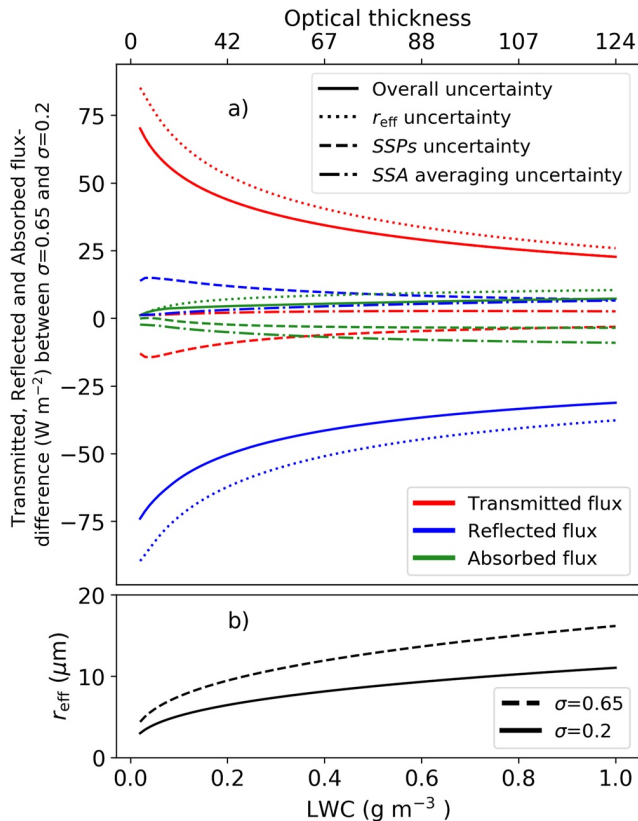 Optical thickness
0 42 67 88 107 124
a)
Overall uncertainty
r_eff uncertainty
SSPs uncertainty
SSA averaging uncertainty
Transmitted, Reflected and Absorbed flux-
difference (W m⁻²) between σ=0.65 and σ=0.2
75
50
25
0
−25
−50
−75
Transmitted flux
Reflected flux
Absorbed flux
b)
r_eff (μm)
20
10
0
σ=0.65
σ=0.2
0.0 0.2 0.4 0.6 0.8 1.0
LWC (g m⁻³ )